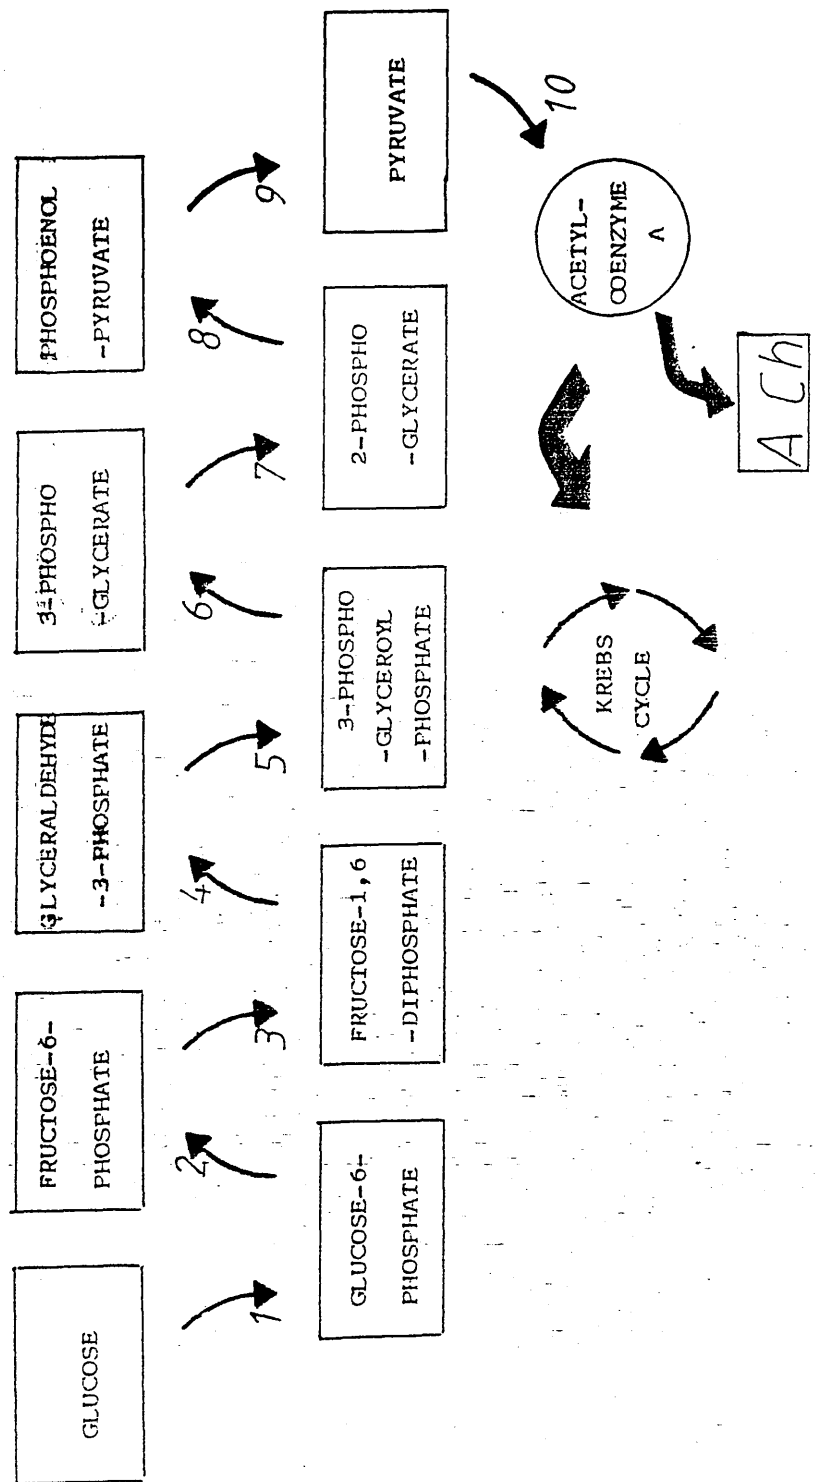 GLUCOSE
1
GLUCOSE-6-
PHOSPHATE
2
FRUCTOSE-6-
PHOSPHATE
3
FRUCTOSE-1,6
-DIPHOSPHATE
4
GLYCERALDEHYDE
-3-PHOSPHATE
5
3-PHOSPHO
-GLYCEROYL
-PHOSPHATE
6
3-PHOSPHO
-GLYCERATE
7
2-PHOSPHO
-GLYCERATE
8
PHOSPHOENOL
-PYRUVATE
9
PYRUVATE
10
ACETYL-
COENZYME
A
KREBS
CYCLE
A Ch